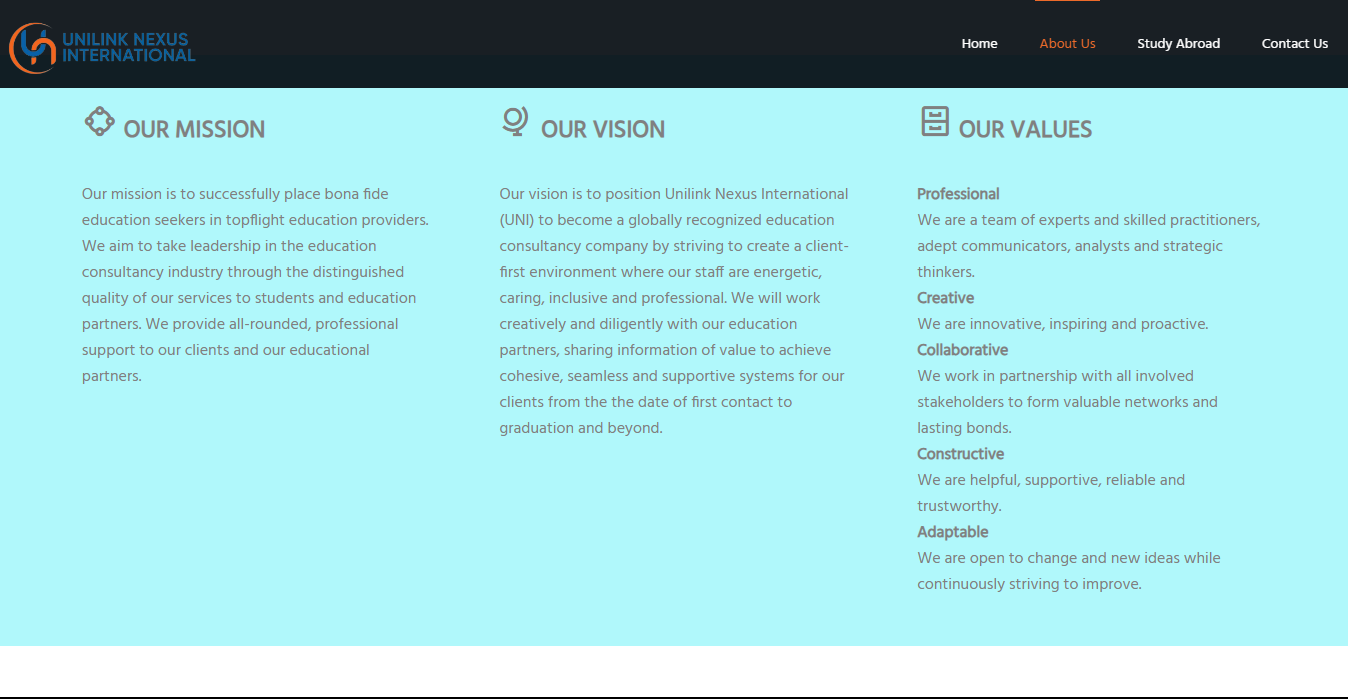 UNILINK NEXUS
INTERNATIONAL
Home
About Us
Study Abroad
Contact Us
OUR MISSION
Our mission is to successfully place bona fide
education seekers in topflight education providers.
We aim to take leadership in the education
consultancy industry through the distinguished
quality of our services to students and education
partners. We provide all-rounded, professional
support to our clients and our educational
partners.
OUR VISION
Our vision is to position Unilink Nexus International
(UNI) to become a globally recognized education
consultancy company by striving to create a client-
first environment where our staff are energetic,
caring, inclusive and professional. We will work
creatively and diligently with our education
partners, sharing information of value to achieve
cohesive, seamless and supportive systems for our
clients from the the date of first contact to
graduation and beyond.
OUR VALUES
Professional
We are a team of experts and skilled practitioners,
adept communicators, analysts and strategic
thinkers.
Creative
We are innovative, inspiring and proactive.
Collaborative
We work in partnership with all involved
stakeholders to form valuable networks and
lasting bonds.
Constructive
We are helpful, supportive, reliable and
trustworthy.
Adaptable
We are open to change and new ideas while
continuously striving to improve.